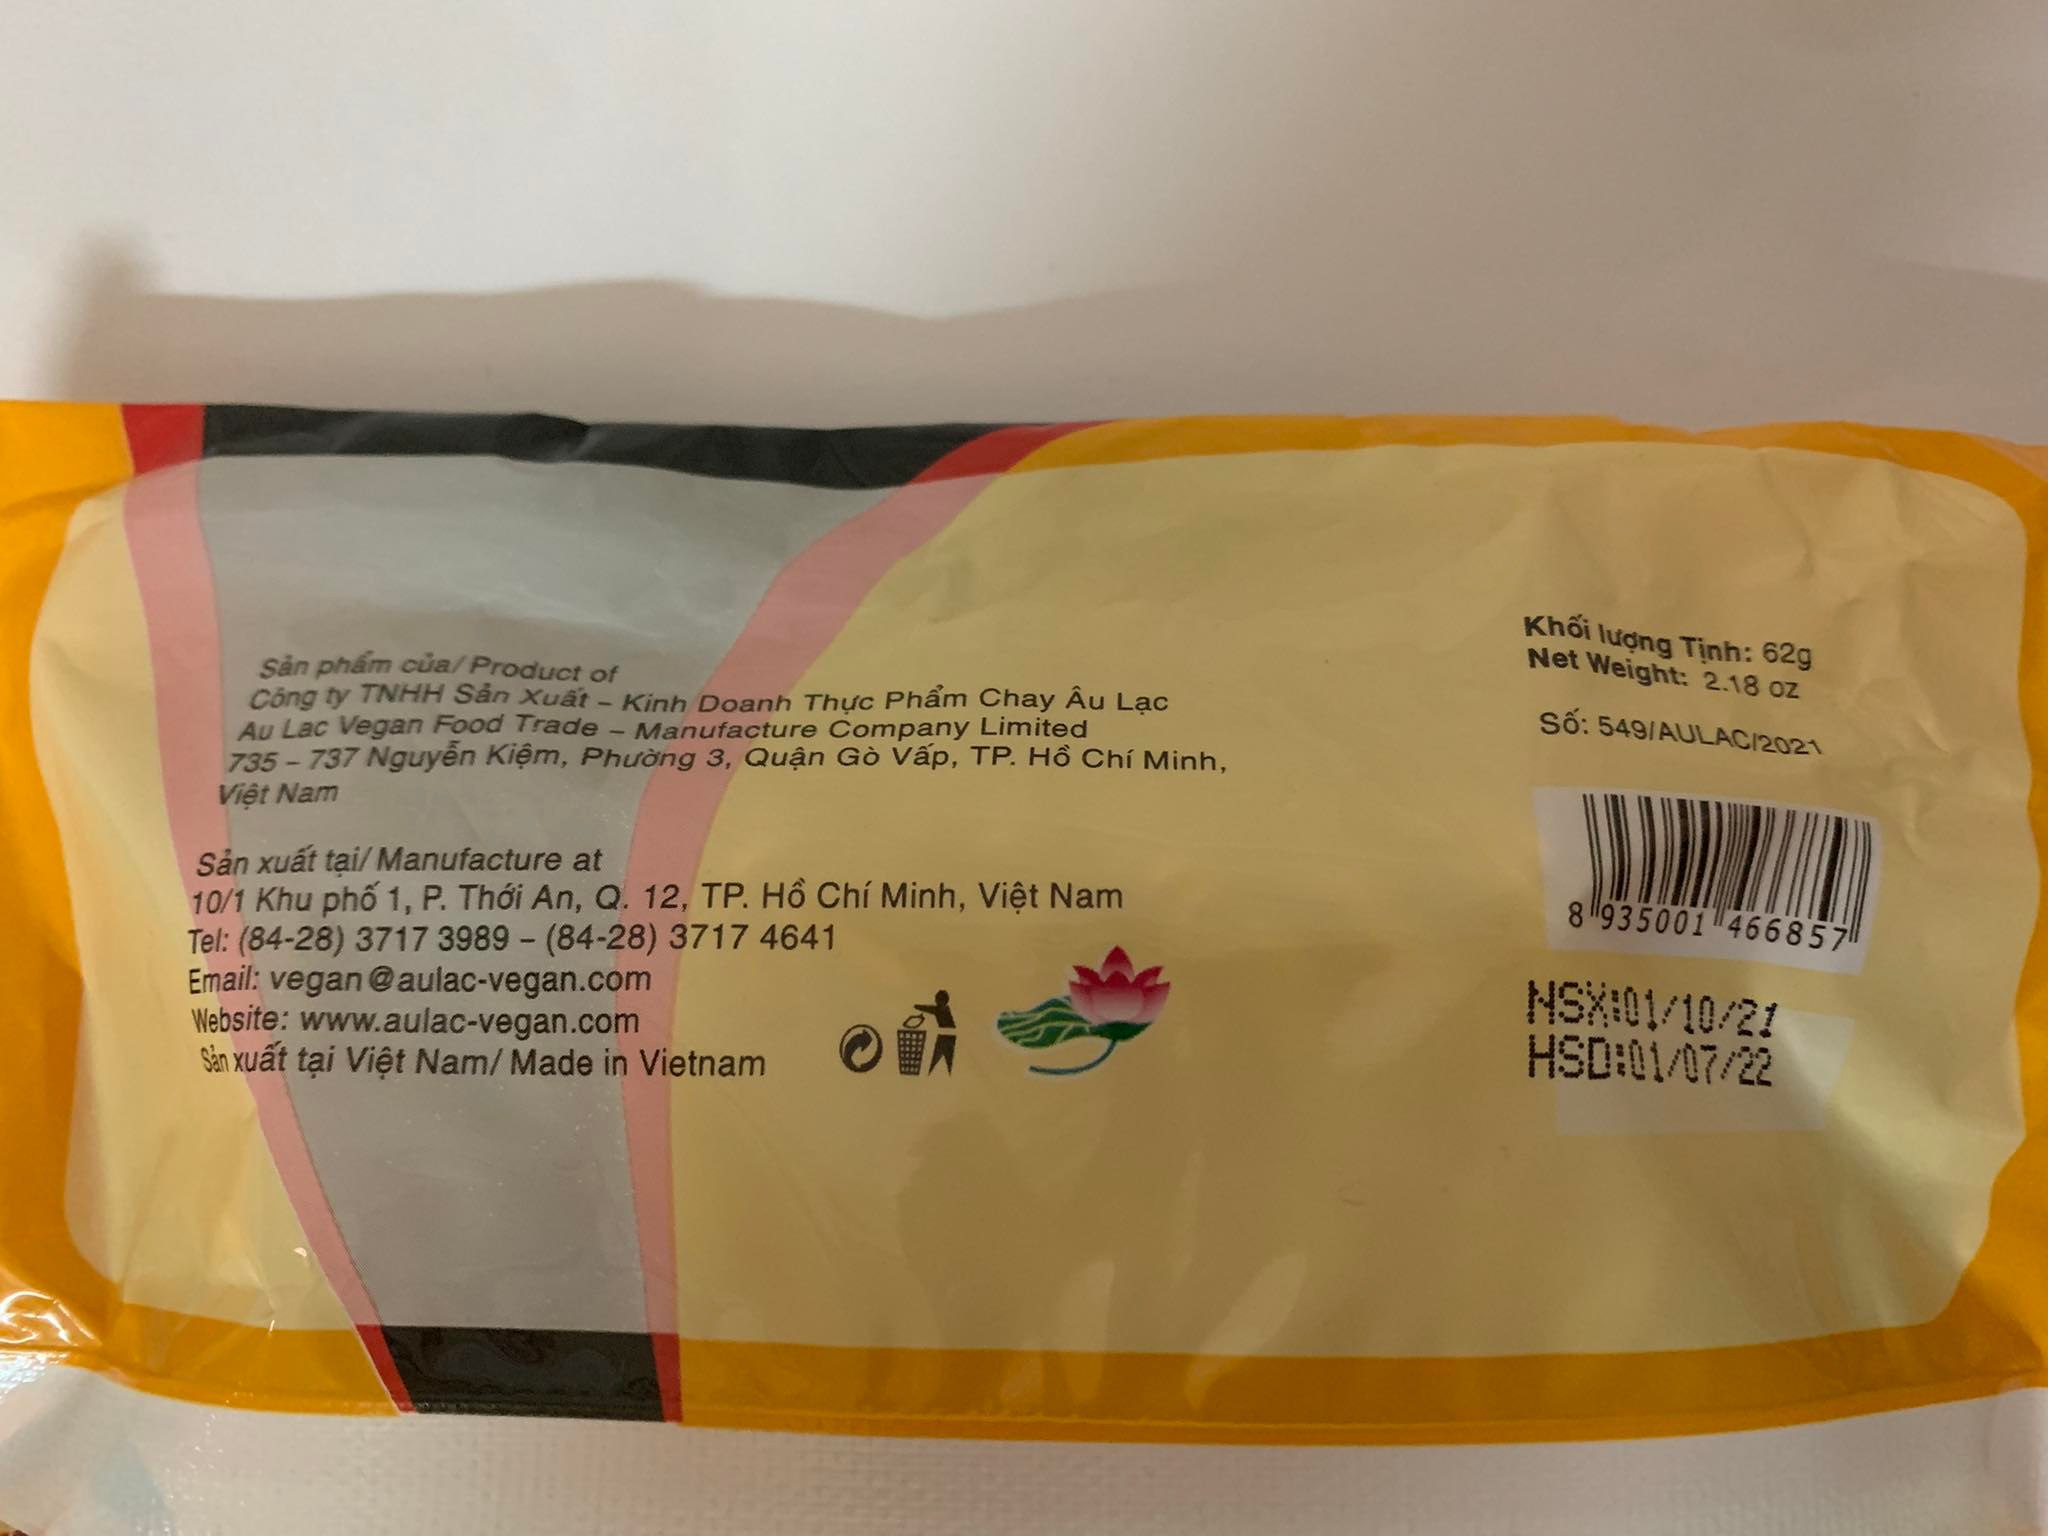 Sản phẩm của/ Product of
Công ty TNHH Sản Xuất – Kinh Doanh Thực Phẩm Chay Âu Lạc
Au Lac Vegan Food Trade – Manufacture Company Limited
735 – 737 Nguyễn Kiệm, Phường 3, Quận Gò Vấp, TP. Hồ Chí Minh,
Việt Nam
Sản xuất tại/ Manufacture at
10/1 Khu phố 1, P. Thới An, Q. 12, TP. Hồ Chí Minh, Việt Nam
Tel: (84-28) 3717 3989 – (84-28) 3717 4641
Email: vegan@aulac-vegan.com
Website: www.aulac-vegan.com
Sản xuất tại Việt Nam/ Made in Vietnam
Khối lượng Tịnh: 62g
Net Weight: 2.18 oz
Số: 549/AULAC/2021
8 935001 466857
NSX:01/10/21
HSD:01/07/22